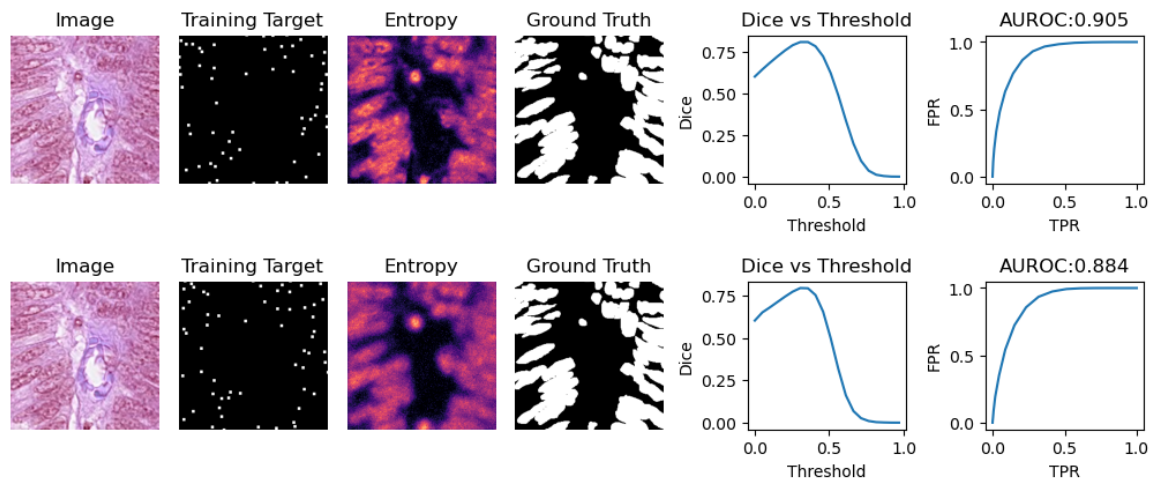 Image
Training Target
Entropy
Ground Truth
Dice vs Threshold
AUROC:0.905
Dice
0.75
0.50
0.25
0.00
0.0 0.5 1.0
Threshold
FPR
1.0
0.5
0.0
0.0 0.5 1.0
TPR
Image
Training Target
Entropy
Ground Truth
Dice vs Threshold
AUROC:0.884
Dice
0.75
0.50
0.25
0.00
0.0 0.5 1.0
Threshold
FPR
1.0
0.5
0.0
0.0 0.5 1.0
TPR